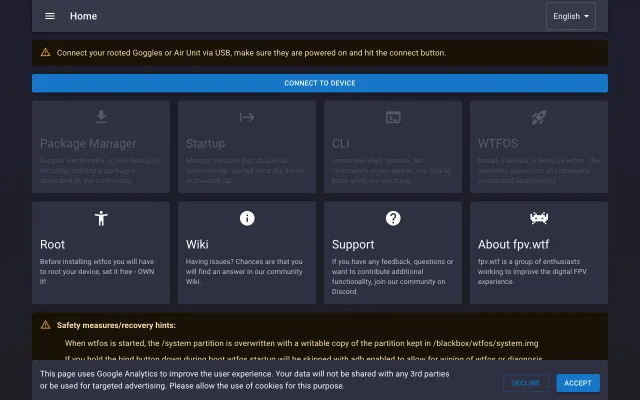 Home
English
Connect your rooted Goggles or Air Unit via USB, make sure they are powered on and hit the connect button.
CONNECT TO DEVICE
Package Manager
Expand functionality of your device by
installing additional packages,
developed by the community.
Startup
Manage services that should be
automatically started once the device
is powered up.
CLI
Interactive Shell Session. Run
commands as you please, you should
know what you are doing.
WTFOS
Install, Maintain or Remove wtfos - the
operating system for all community
maintained functionality.
Root
Before installing wtfos you will have
to root your device, set it free - OWN
it!
Wiki
Having issues? Chances are that you
will find an answer in our community
Wiki.
Support
If you have any feedback, questions or
want to contribute additional
functionality, join our community on
Discord.
About fpv.wtf
fpv.wtf is a group of enthusiasts
working to improve the digital FPV
experience.
Safety measures/recovery hints:
When wtfos is started, the /system partition is overwritten with a writable copy of the partition kept in /blackbox/wtfos/system.img
If you hold the bind button down during boot wtfos startup will be skipped with adb enabled to allow for wiping of wtfos or diagnosis.
This page uses Google Analytics to improve the user experience. Your data will not be shared with any 3rd parties
or be used for targeted advertising. Please allow the use of cookies for this purpose.
DECLINE
ACCEPT